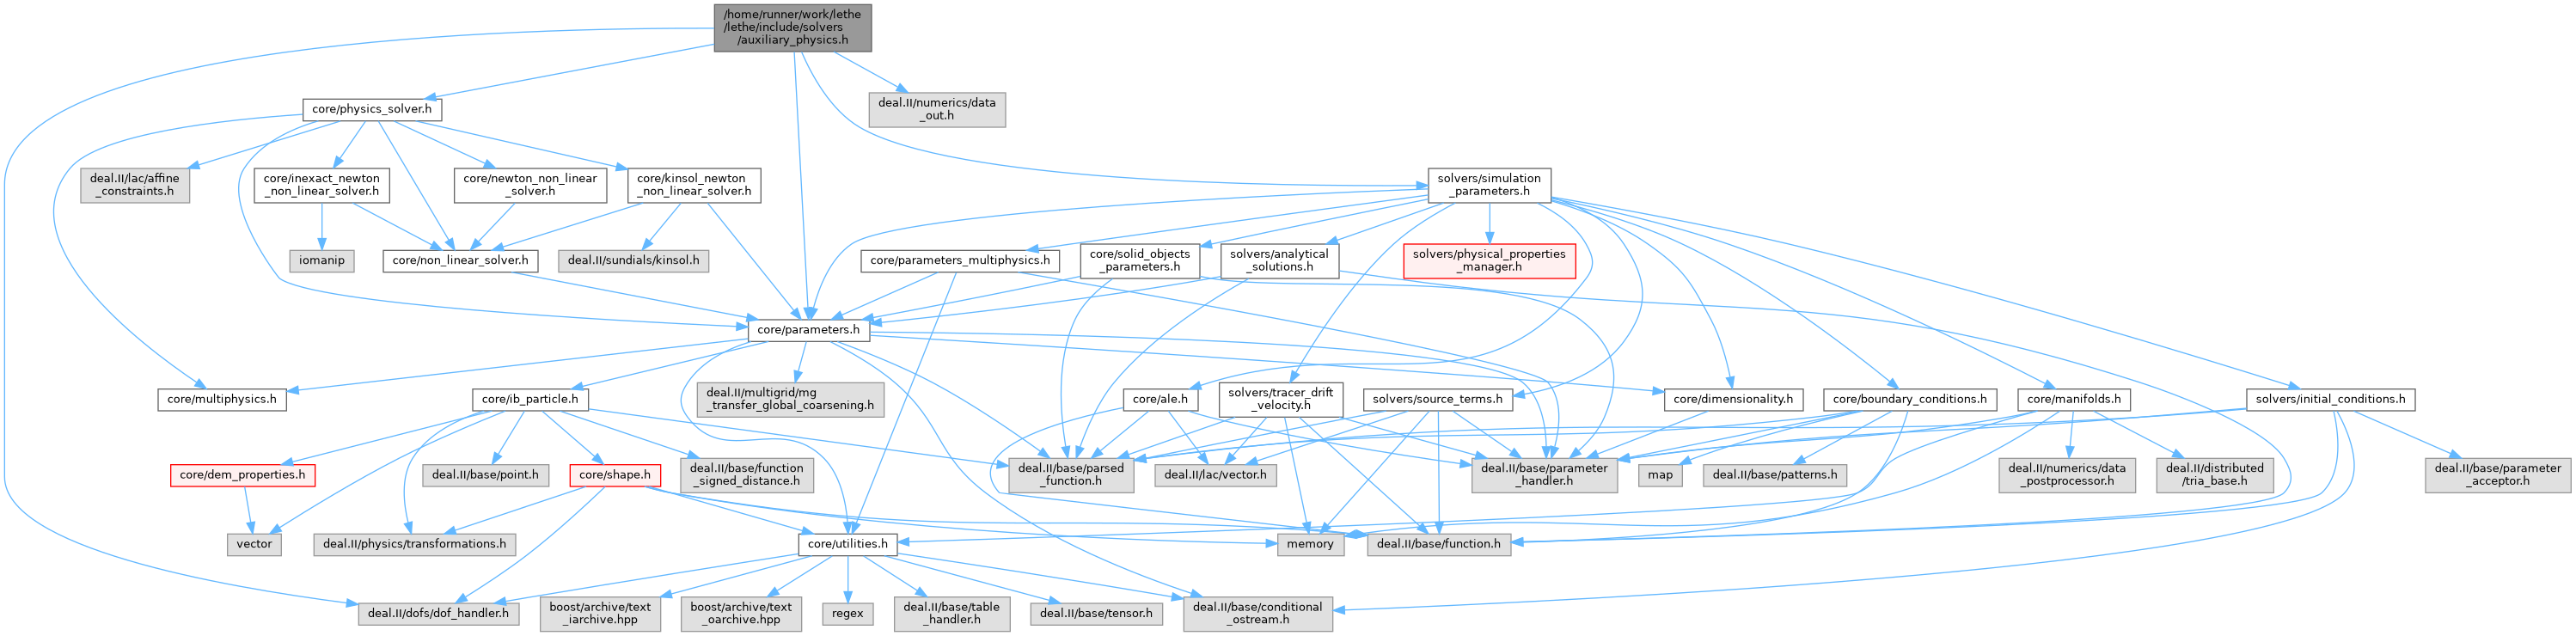 /home/runner/work/lethe
/lethe/include/solvers
/auxiliary_physics.h
core/physics_solver.h
deal.II/numerics/data
_out.h
deal.II/lac/affine
_constraints.h
core/inexact_newton
_non_linear_solver.h
core/newton_non_linear
_solver.h
core/kinsol_newton
_non_linear_solver.h
solvers/simulation
_parameters.h
iomanip
core/non_linear_solver.h
deal.II/sundials/kinsol.h
core/parameters_multiphysics.h
core/solid_objects
_parameters.h
solvers/analytical
_solutions.h
solvers/physical_properties
_manager.h
core/parameters.h
core/multiphysics.h
core/ib_particle.h
deal.II/multigrid/mg
_transfer_global_coarsening.h
core/ale.h
solvers/tracer_drift
_velocity.h
solvers/source_terms.h
core/dimensionality.h
core/boundary_conditions.h
core/manifolds.h
solvers/initial_conditions.h
core/dem_properties.h
deal.II/base/point.h
core/shape.h
deal.II/base/function
_signed_distance.h
deal.II/base/parsed
_function.h
deal.II/lac/vector.h
deal.II/base/parameter
_handler.h
map
deal.II/base/patterns.h
deal.II/numerics/data
_postprocessor.h
deal.II/distributed
/tria_base.h
deal.II/base/parameter
_acceptor.h
vector
deal.II/physics/transformations.h
core/utilities.h
memory
deal.II/base/function.h
deal.II/dofs/dof_handler.h
boost/archive/text
_iarchive.hpp
boost/archive/text
_oarchive.hpp
regex
deal.II/base/table
_handler.h
deal.II/base/tensor.h
deal.II/base/conditional
_ostream.h